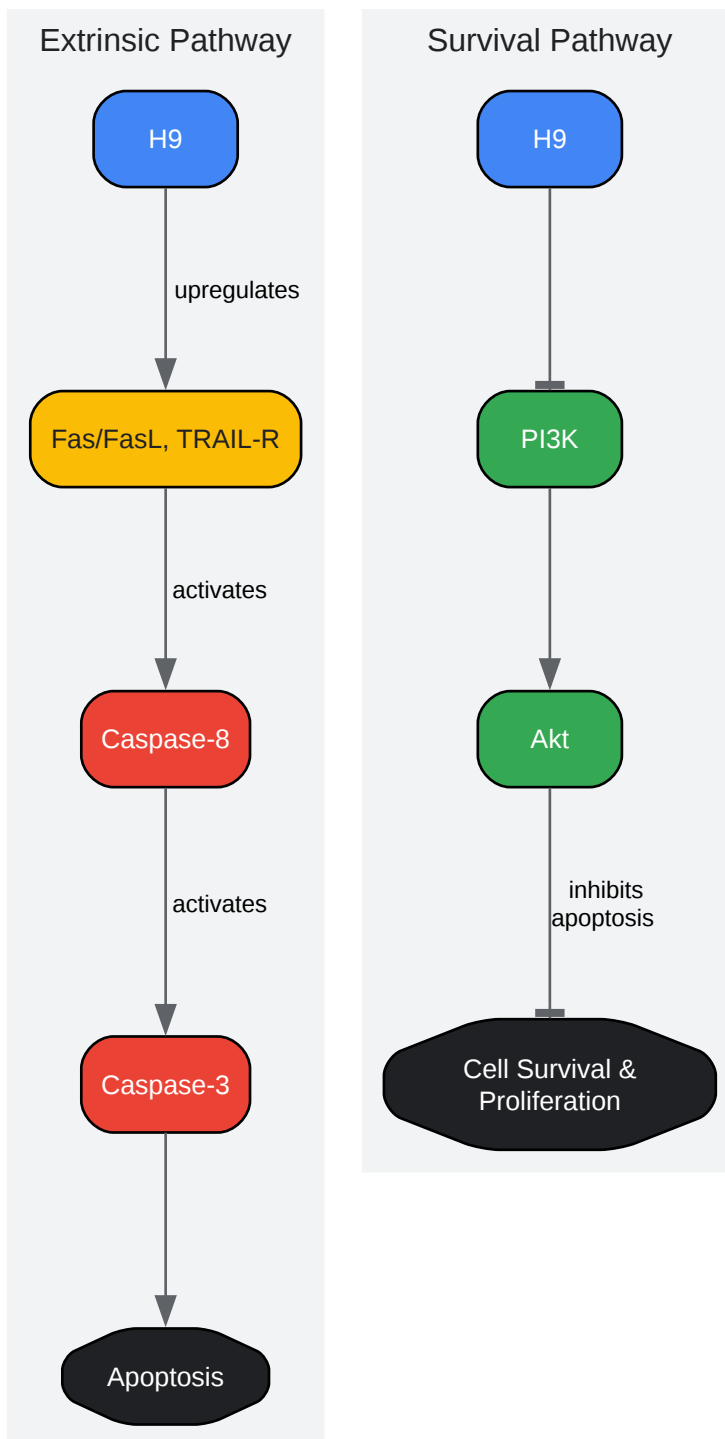 Extrinsic Pathway
H9
upregulates
Fas/FasL, TRAIL-R
activates
Caspase-8
activates
Caspase-3
Apoptosis
Survival Pathway
H9
PI3K
Akt
inhibits
apoptosis
Cell Survival &
Proliferation